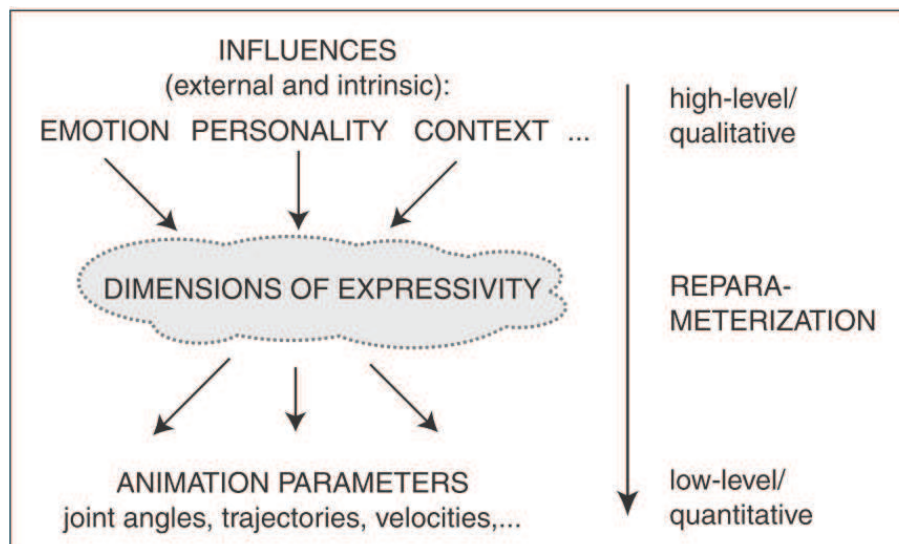 INFLUENCES
(external and intrinsic):
EMOTION PERSONALITY CONTEXT ...
DIMENSIONS OF EXPRESSIVITY
ANIMATION PARAMETERS
joint angles, trajectories, velocities,...
high-level/
qualitative
REPARA-
METERIZATION
low-level/
quantitative